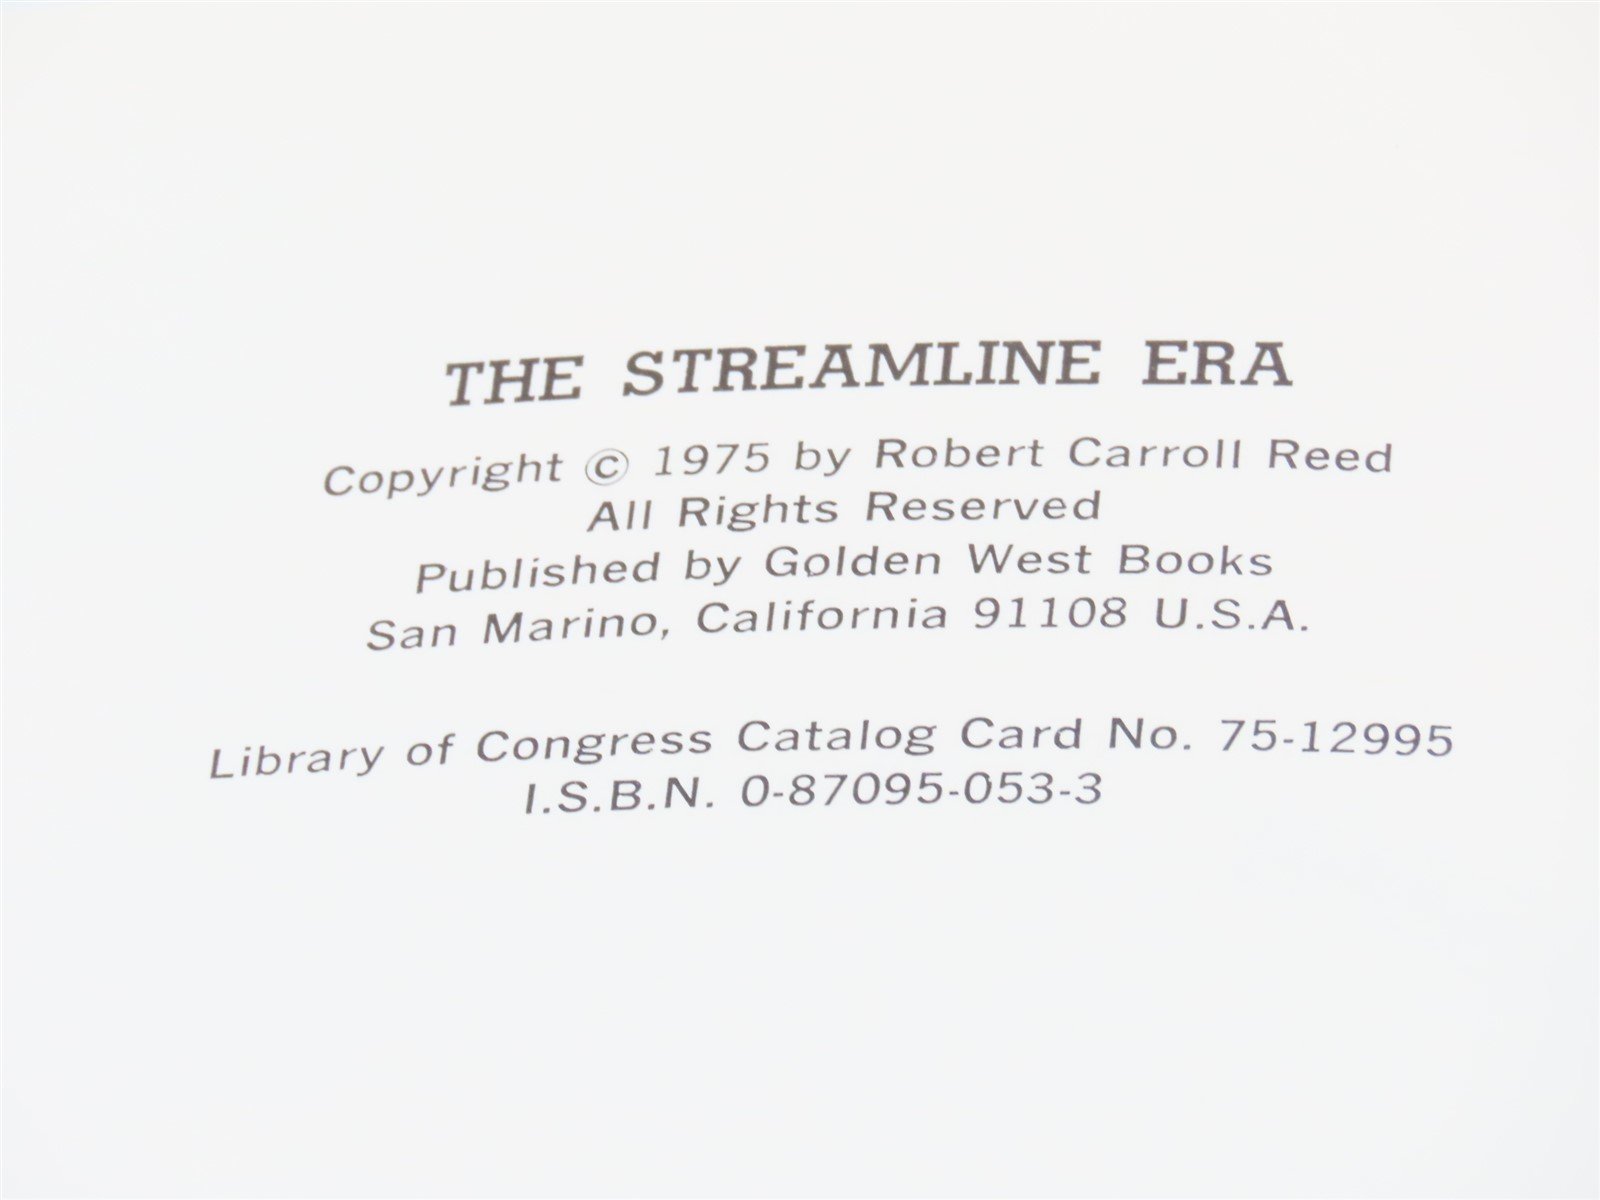 THE STREAMLINE ERA
Copyright © 1975 by Robert Carroll Reed
All Rights Reserved
Published by Golden West Books
San Marino, California 91108 U.S.A.
Library of Congress Catalog Card No. 75-12995
I.S.B.N. 0-87095-053-3